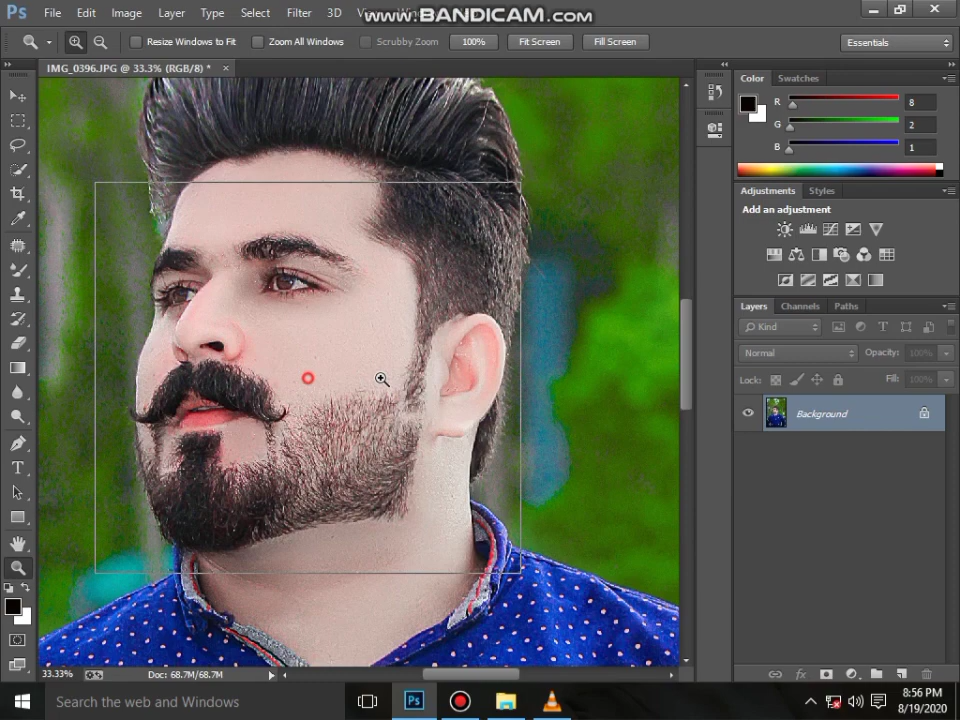 Ps File Edit Image Layer Type Select Filter 3D
www.BANDICAM.com
Resize Windows to Fit Zoom All Windows Scrubby Zoom 100% Fit Screen Fill Screen Essentials
IMG_0396.JPG @ 33.3% (RGB/8) * ×
Color Swatches
R 8
G 2
B 1
Adjustments Styles
Add an adjustment
Layers Channels Paths
Kind
Normal Opacity: 100%
Lock: Fill: 100%
Background
33.33% Doc: 68.7M/68.7M
Search the web and Windows
Ps
8:56 PM
8/19/2020